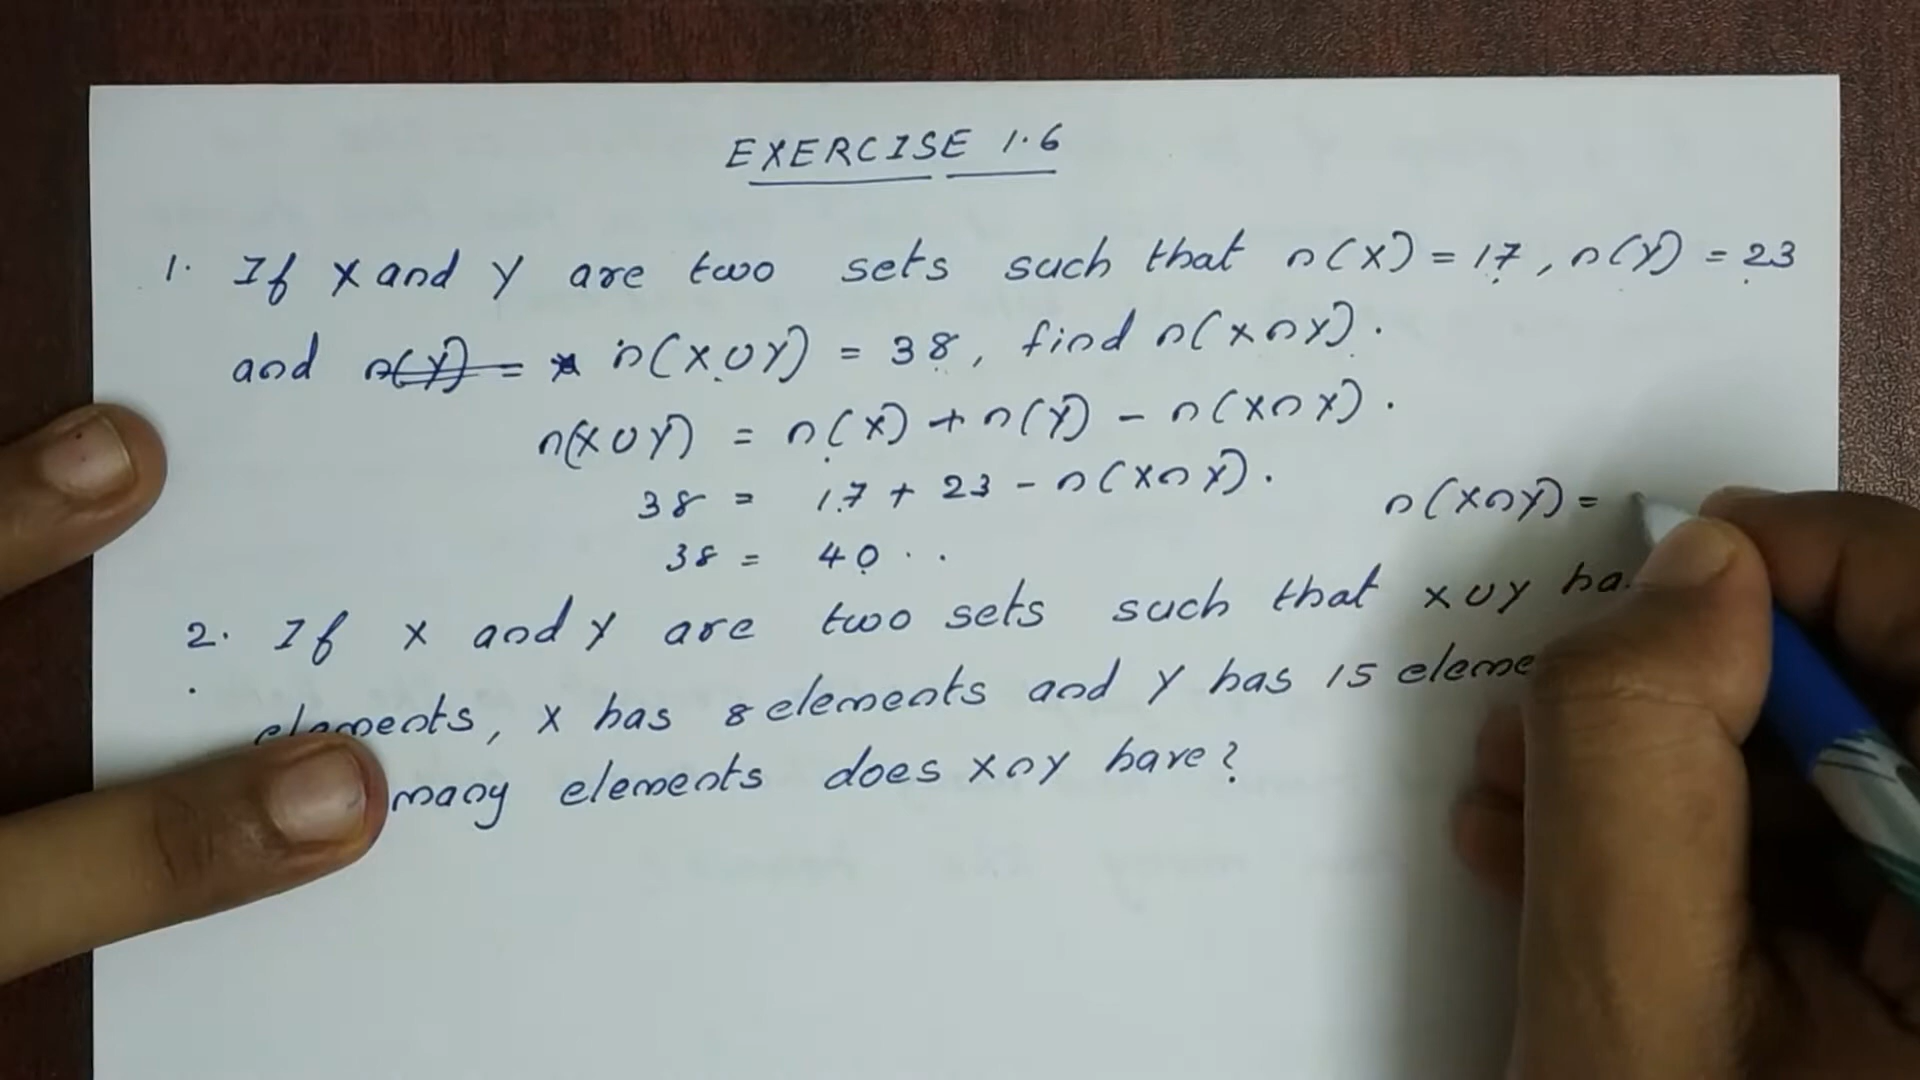 EXERCISE 1.6
1. If X and Y are two sets such that n(X) = 17, n(Y) = 23
and n(Y) = n(X∪Y) = 38, find n(X∩Y).
n(X∪Y) = n(X) + n(Y) - n(X∩Y).
38 = 17 + 23 - n(X∩Y).
n(X∩Y) =
38 = 40 . .
2. If X and Y are two sets such that X∪Y
elements, X has 8 elements and Y has 15
many elements does X∩Y have?